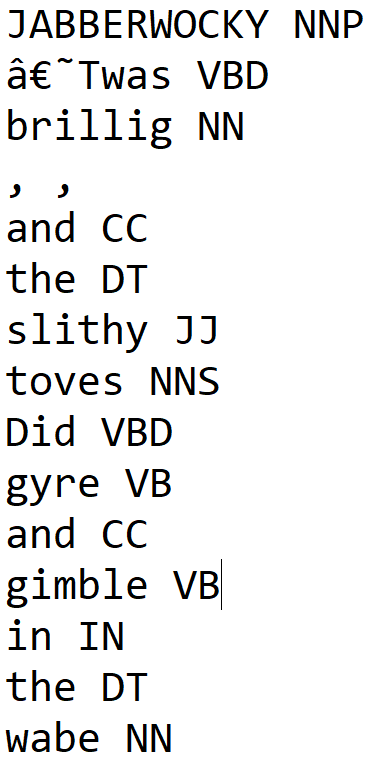 JABBERWOCKY NNP
â€˜Twas VBD
brillig NN
, ,
and CC
the DT
slithy JJ
toves NNS
Did VBD
gyre VB
and CC
gimble VB
in IN
the DT
wabe NN